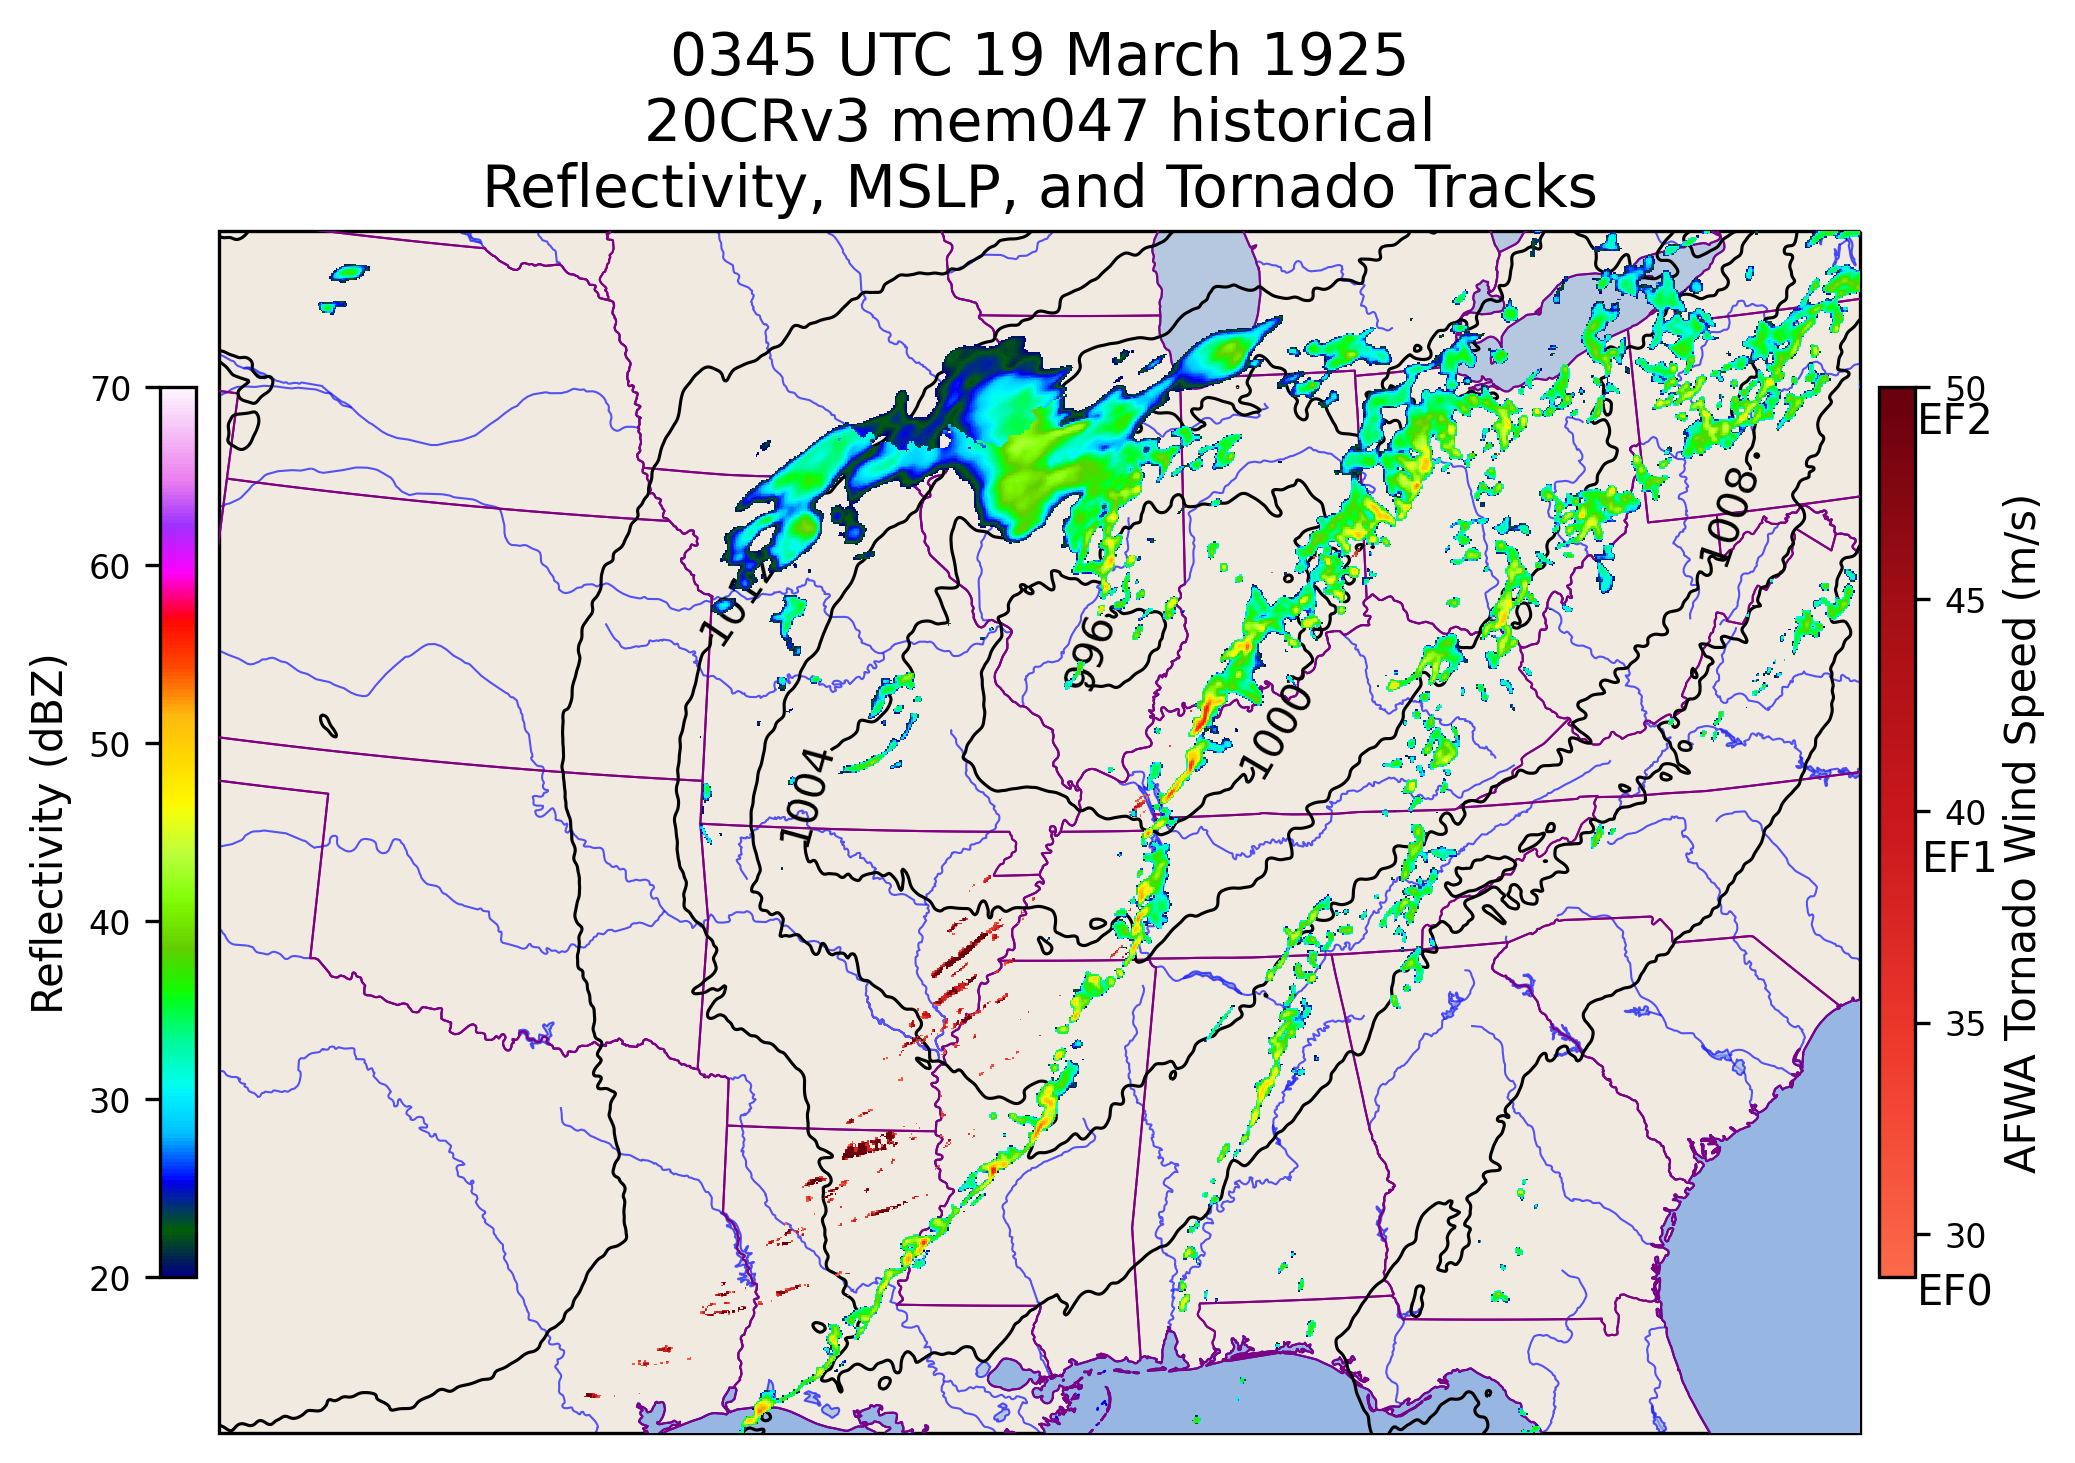 0345 UTC 19 March 1925
20CRv3 mem047 historical
Reflectivity, MSLP, and Tornado Tracks
70
60
50
40
30
20
Reflectivity (dBZ)
1012
1008
1004
1000
996
50
EF2
45
40
EF1
35
30
EF0
AFWA Tornado Wind Speed (m/s)